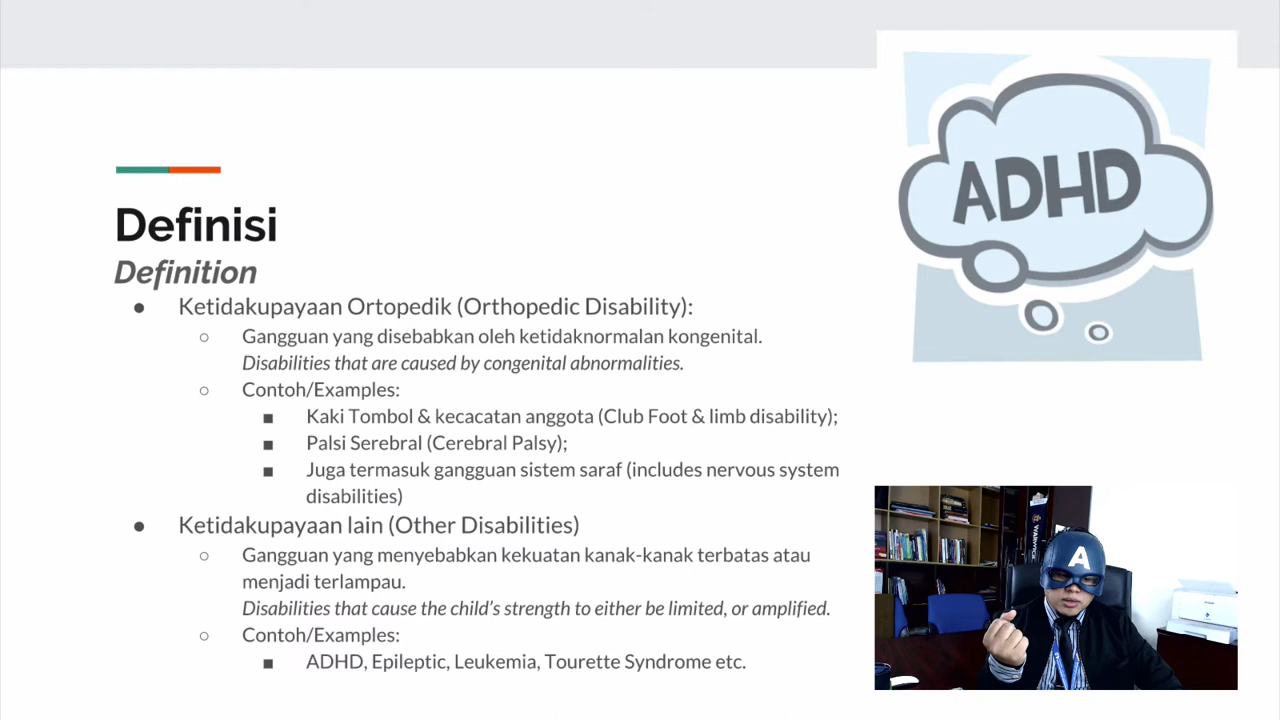 ADHD
Definisi
Definition
Ketidakupayaan Ortopedik (Orthopedic Disability):
Gangguan yang disebabkan oleh ketidaknormalan kongenital.
Disabilities that are caused by congenital abnormalities.
Contoh/Examples:
Kaki Tombol & kecacatan anggota (Club Foot & limb disability);
Palsi Serebral (Cerebral Palsy);
Juga termasuk gangguan sistem saraf (includes nervous system
disabilities)
Ketidakupayaan lain (Other Disabilities)
Gangguan yang menyebabkan kekuatan kanak-kanak terbatas atau
menjadi terlampau.
Disabilities that cause the child's strength to either be limited, or amplified.
Contoh/Examples:
ADHD, Epileptic, Leukemia, Tourette Syndrome etc.
WARWICK
A